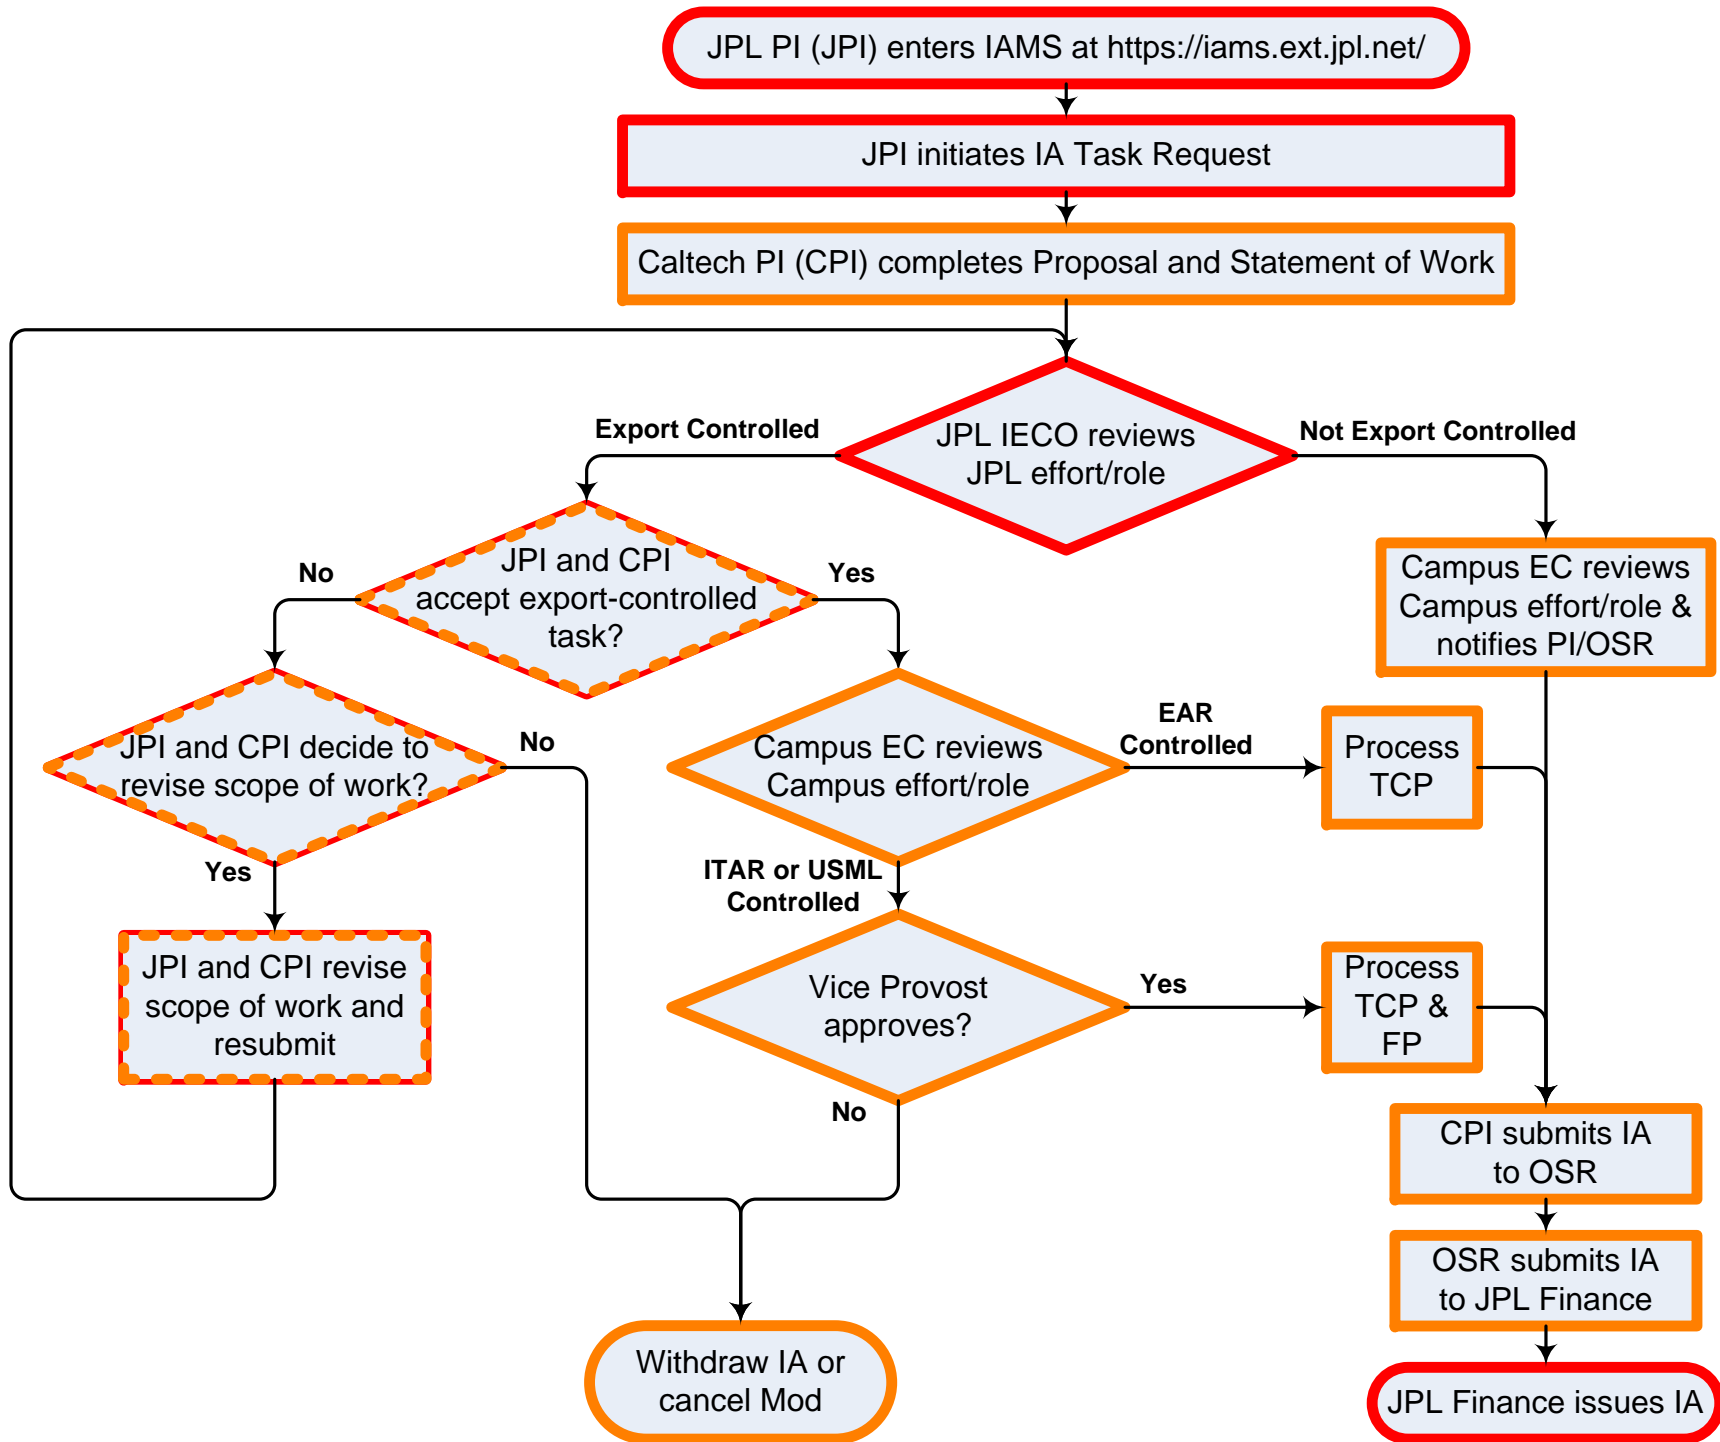 JPL PI (JPI) enters IAMS at https://iams.ext.jpl.net/
JPI initiates IA Task Request
Caltech PI (CPI) completes Proposal and Statement of Work
Export Controlled
JPL IECO reviews
JPL effort/role
Not Export Controlled
No
JPI and CPI
accept export-controlled
task?
Yes
Campus EC reviews
Campus effort/role &
notifies PI/OSR
JPI and CPI decide to
revise scope of work?
No
Campus EC reviews
Campus effort/role
EAR
Controlled
Process
TCP
Yes
ITAR or USML
Controlled
JPI and CPI revise
scope of work and
resubmit
Vice Provost
approves?
Yes
Process
TCP &
FP
No
CPI submits IA
to OSR
OSR submits IA
to JPL Finance
Withdraw IA or
cancel Mod
JPL Finance issues IA